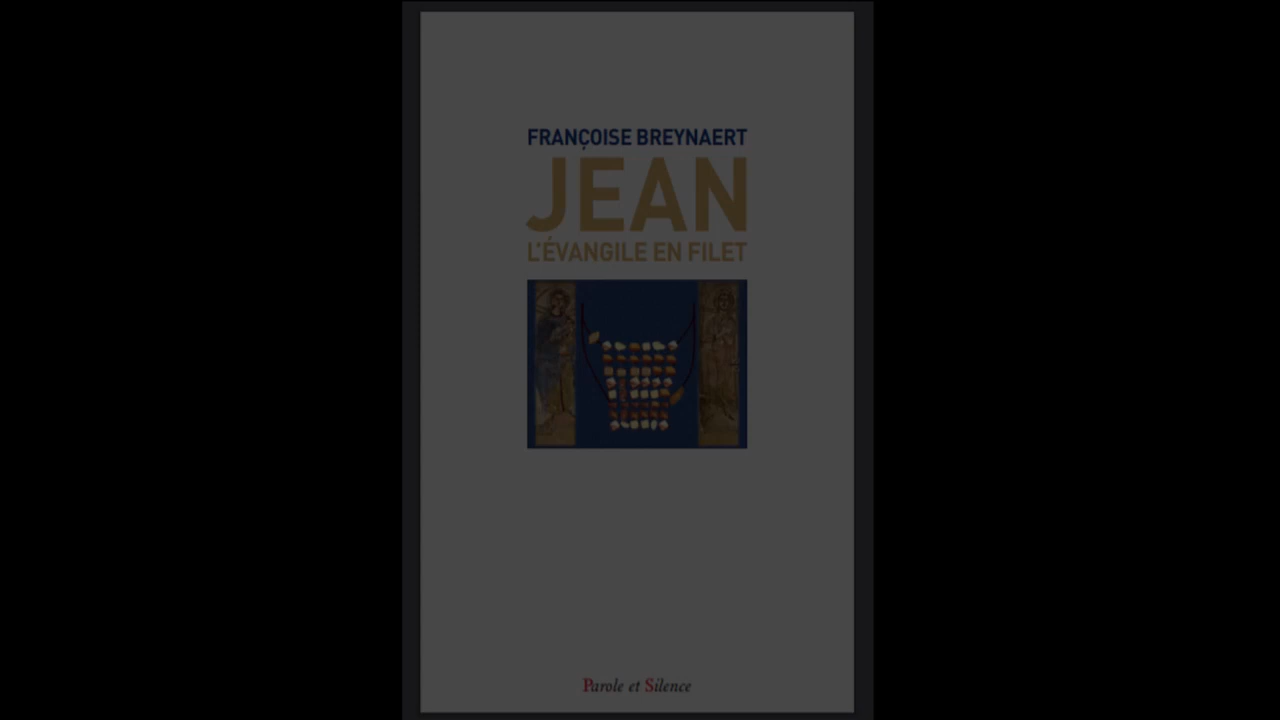 FRANÇOISE BREYNAERT
JEAN
L'ÉVANGILE EN FILET
Parole et Silence